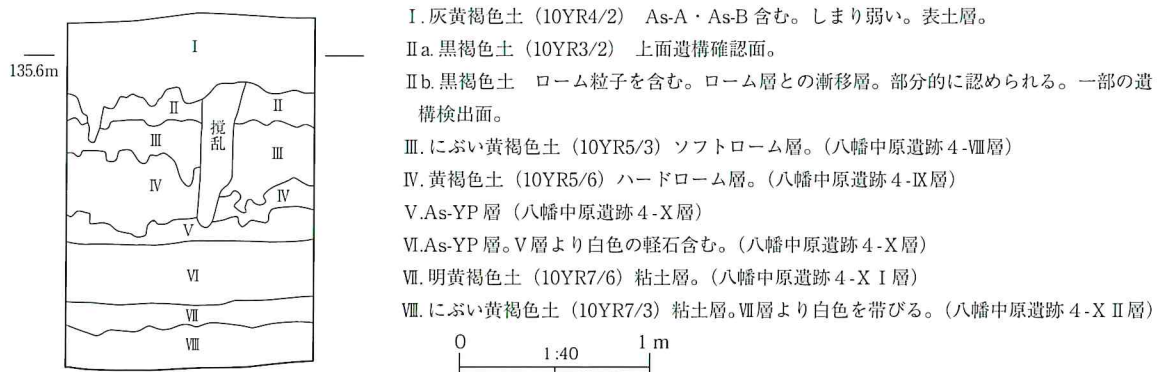 135.6m
Ⅰ
Ⅱ
Ⅱ
撹乱
Ⅲ
Ⅲ
Ⅳ
Ⅳ
Ⅴ
Ⅵ
Ⅶ
Ⅷ
Ⅰ. 灰黄褐色土（10YR4/2） As-A・As-B 含む。しまり弱い。表土層。
Ⅱa. 黒褐色土（10YR3/2） 上面遺構確認面。
Ⅱb. 黒褐色土 ローム粒子を含む。ローム層との漸移層。部分的に認められる。一部の遺
構検出面。
Ⅲ. にぶい黄褐色土（10YR5/3）ソフトローム層。（八幡中原遺跡 4-Ⅷ層）
Ⅳ. 黄褐色土（10YR5/6）ハードローム層。（八幡中原遺跡 4-Ⅸ層）
Ⅴ.As-YP 層（八幡中原遺跡 4-Ⅹ層）
Ⅵ.As-YP 層。Ⅴ層より白色の軽石含む。（八幡中原遺跡 4-Ⅹ層）
Ⅶ. 明黄褐色土（10YR7/6）粘土層。（八幡中原遺跡 4-ⅩⅠ層）
Ⅷ. にぶい黄褐色土（10YR7/3）粘土層。Ⅶ層より白色を帯びる。（八幡中原遺跡 4-ⅩⅡ層）
0 1:40 1 m